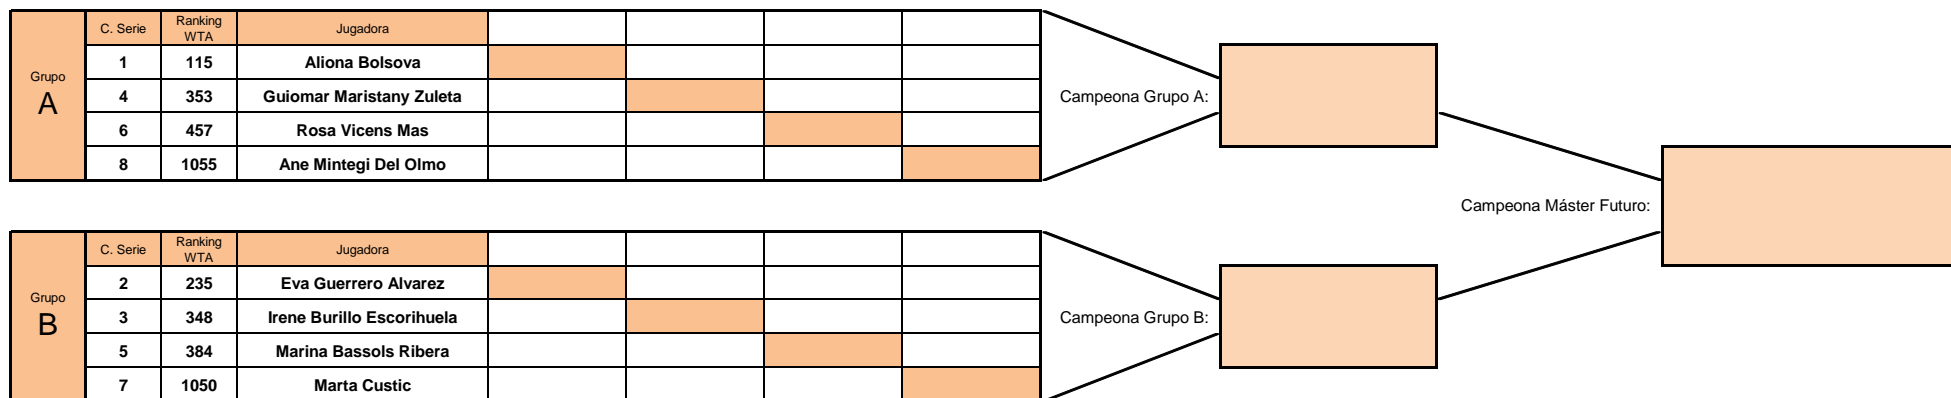 C. Serie Ranking WTA Jugadora
Grupo A
1 115 Aliona Bolsova
4 353 Guiomar Maristany Zuleta
6 457 Rosa Vicens Mas
8 1055 Ane Mintegi Del Olmo
Campeona Grupo A:
Campeona Máster Futuro:
C. Serie Ranking WTA Jugadora
Grupo B
2 235 Eva Guerrero Alvarez
3 348 Irene Burillo Escorihuela
5 384 Marina Bassols Ribera
7 1050 Marta Custic
Campeona Grupo B: